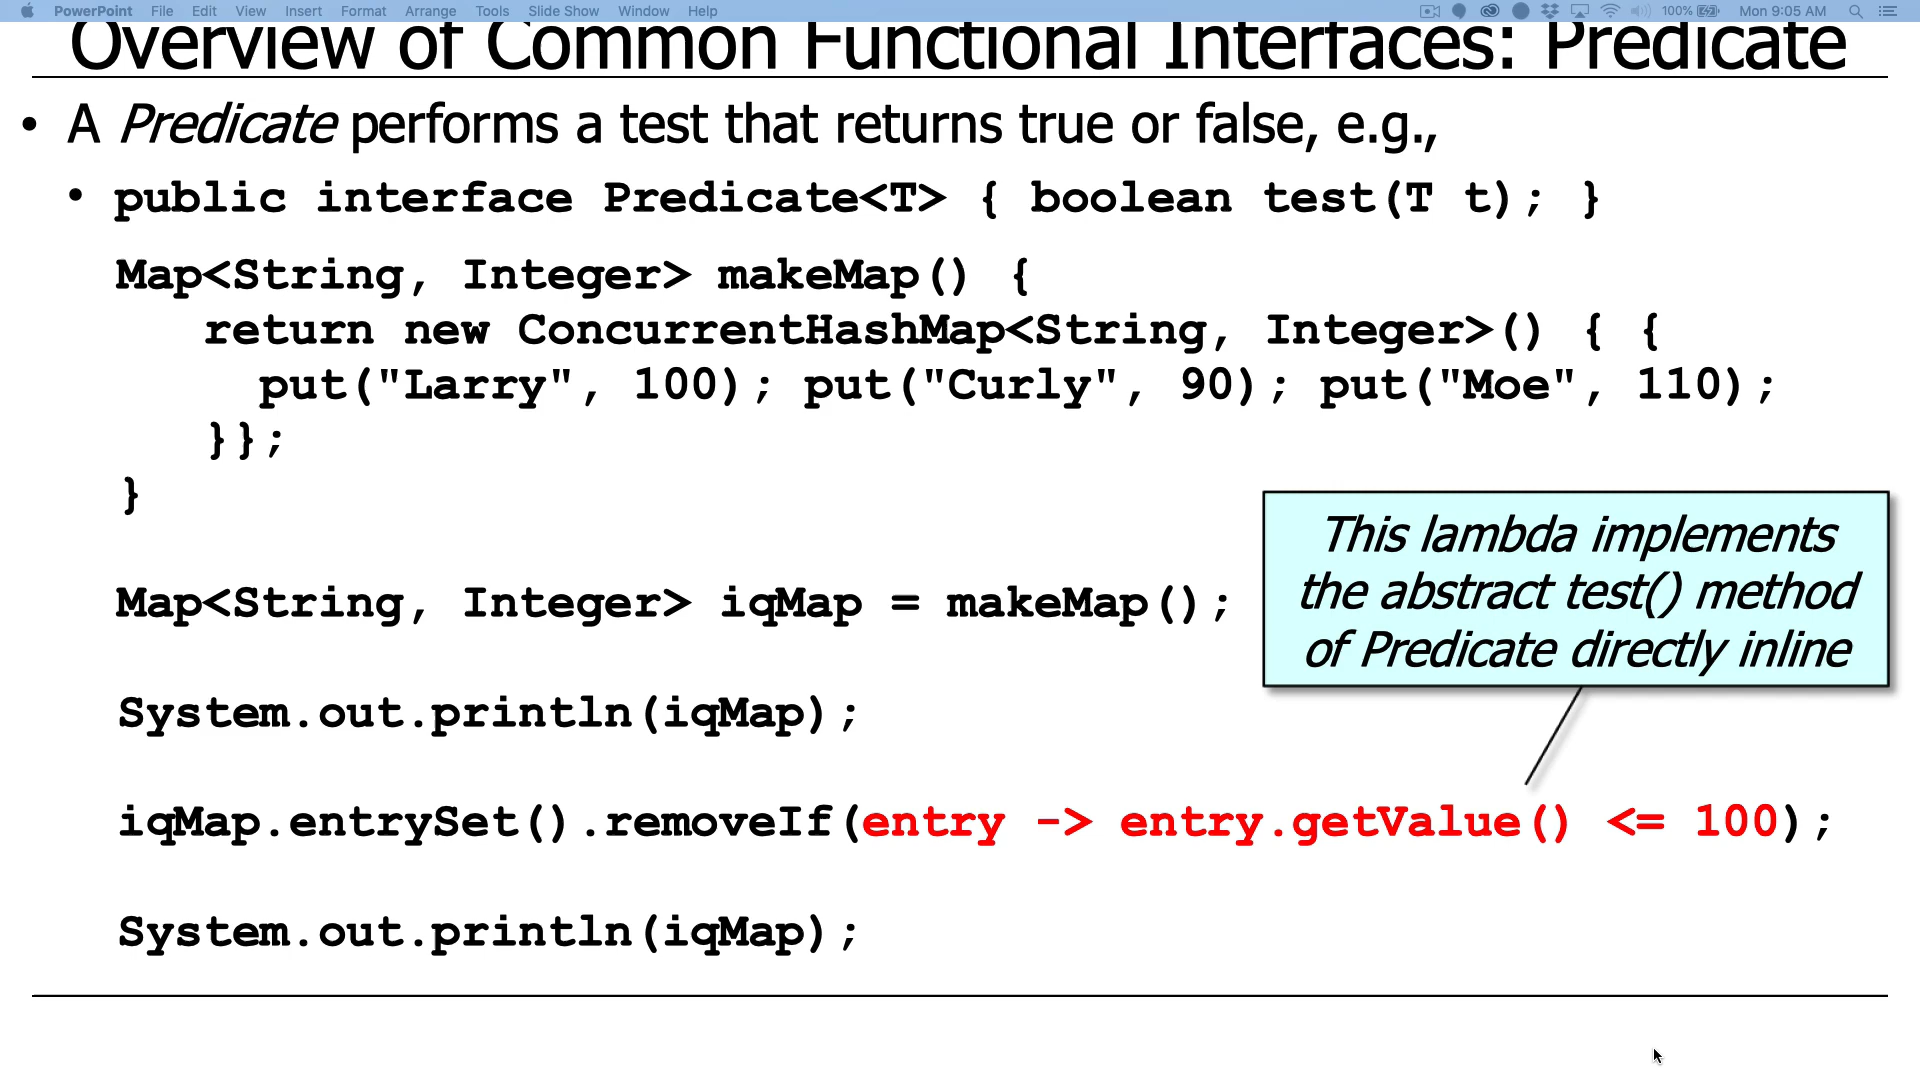 PowerPoint File Edit View Insert Format Arrange Tools Slide Show Window Help 100% Mon 9:05 AM
Overview of Common Functional Interfaces: Predicate
• A Predicate performs a test that returns true or false, e.g.,
• public interface Predicate<T> { boolean test(T t); }
Map<String, Integer> makeMap() {
return new ConcurrentHashMap<String, Integer>() { {
put("Larry", 100); put("Curly", 90); put("Moe", 110);
}};
}
This lambda implements
the abstract test() method
of Predicate directly inline
Map<String, Integer> iqMap = makeMap();
System.out.println(iqMap);
iqMap.entrySet().removeIf(entry -> entry.getValue() <= 100);
System.out.println(iqMap);